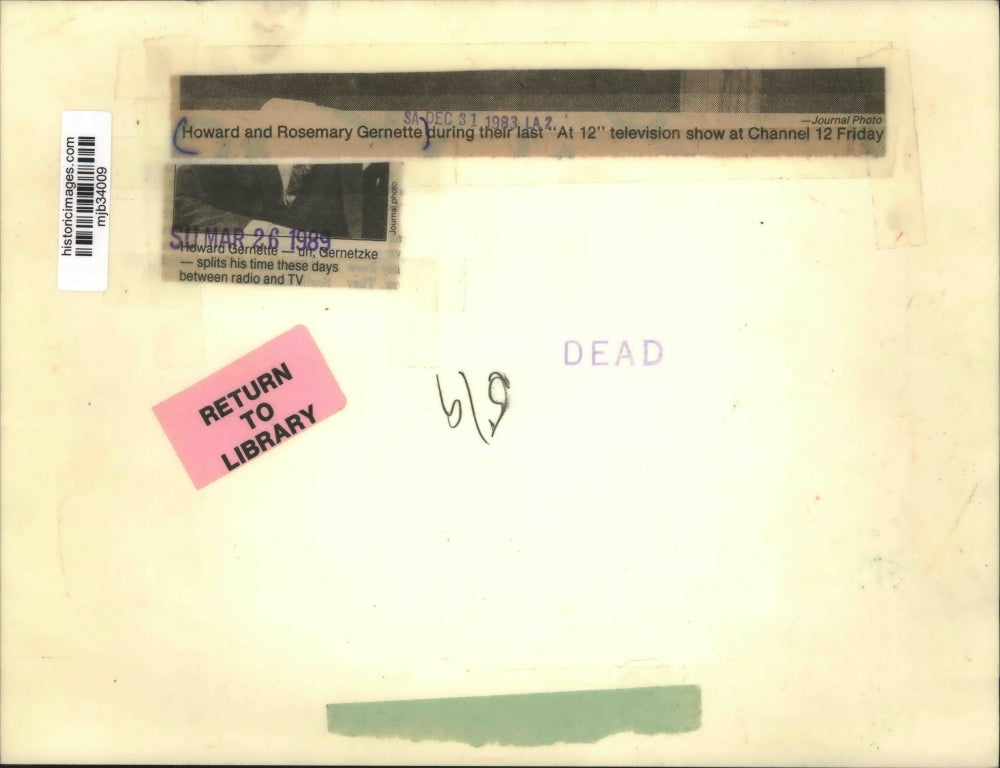 historicimages.com
mjb34009
SA DEC 31 1983 LA 2
—Journal Photo
Howard and Rosemary Gernette during their last "At 12" television show at Channel 12 Friday
Journal photo
SU MAR 26 1989
Howard Gernette — uh, Gernetzke
— splits his time these days
between radio and TV
DEAD
RETURN
TO
LIBRARY